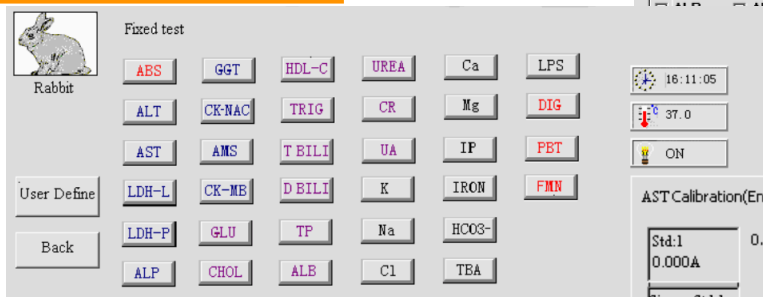 Fixed test
Rabbit
ABS GGT HDL-C UREA Ca LPS
ALT CK-NAC TRIG CR Mg DIG
AST AMS T BILI UA IP PBT
LDH-L CK-MB D BILI K IRON FMN
LDH-P GLU TP Na HCO3-
ALP CHOL ALB Cl TBA
User Define
Back
16:11:05
°C 37.0
ON
AST Calibration(En
Std:1 0.
0.000A